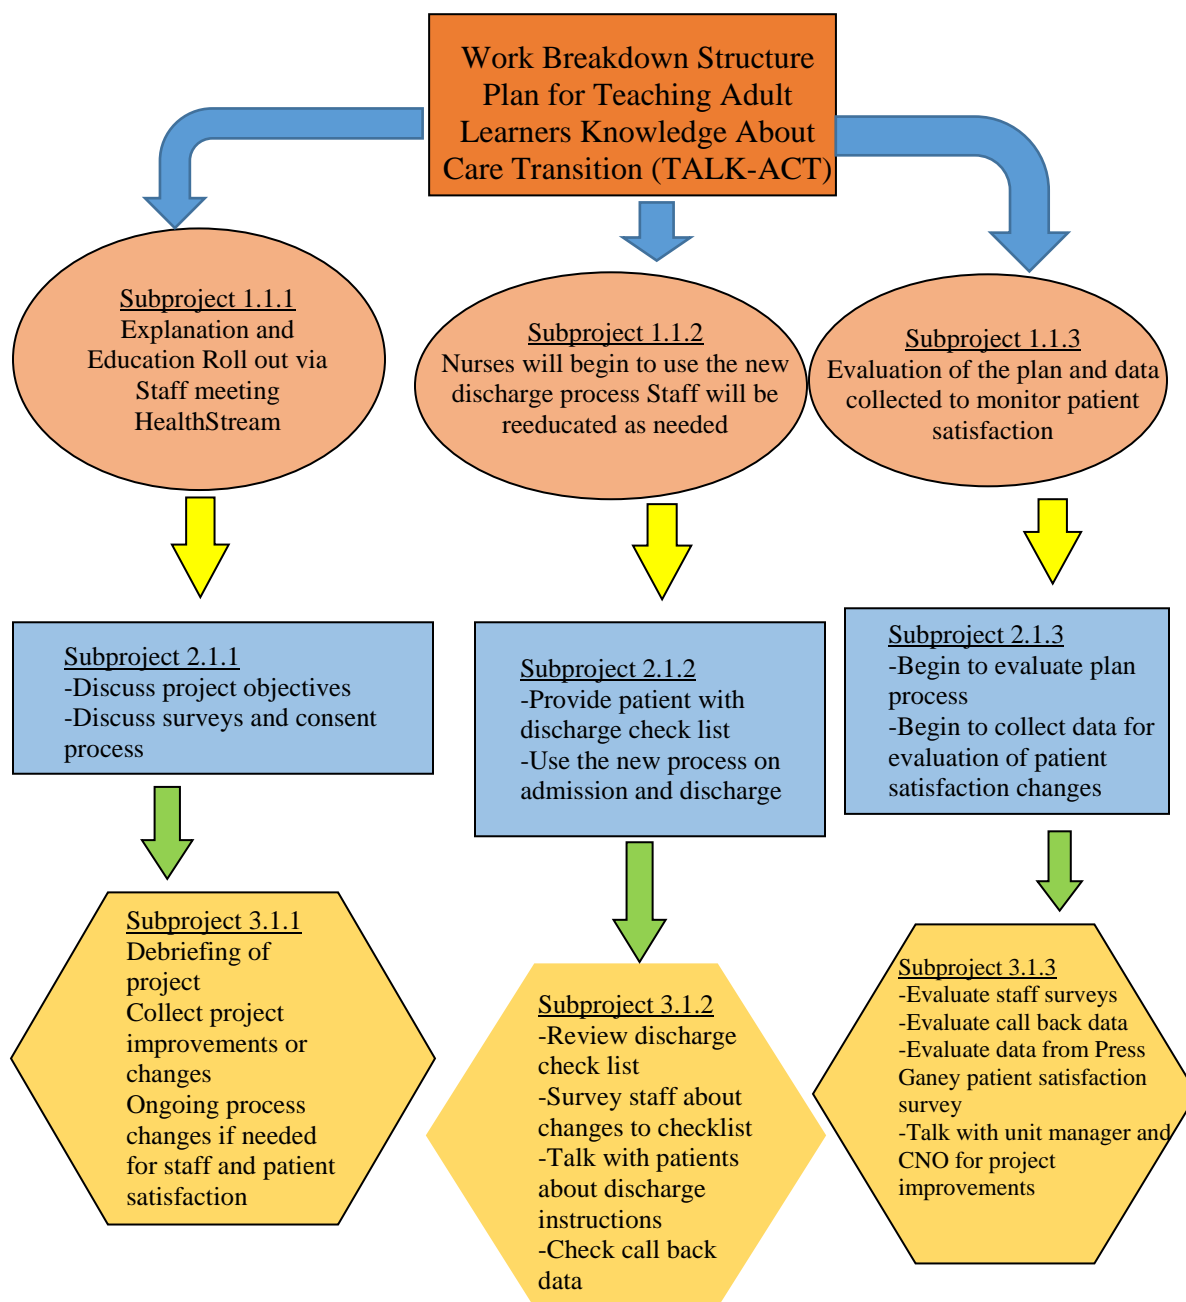 Work Breakdown Structure
Plan for Teaching Adult
Learners Knowledge About
Care Transition (TALK-ACT)
Subproject 1.1.1
Explanation and
Education Roll out via
Staff meeting
HealthStream
Subproject 1.1.2
Nurses will begin to use the new
discharge process Staff will be
reeducated as needed
Subproject 1.1.3
Evaluation of the plan and data
collected to monitor patient
satisfaction
Subproject 2.1.1
-Discuss project objectives
-Discuss surveys and consent
process
Subproject 2.1.2
-Provide patient with
discharge check list
-Use the new process on
admission and discharge
Subproject 2.1.3
-Begin to evaluate plan
process
-Begin to collect data for
evaluation of patient
satisfaction changes
Subproject 3.1.1
Debriefing of
project
Collect project
improvements or
changes
Ongoing process
changes if needed
for staff and patient
satisfaction
Subproject 3.1.2
-Review discharge
check list
-Survey staff about
changes to checklist
-Talk with patients
about discharge
instructions
-Check call back
data
Subproject 3.1.3
-Evaluate staff surveys
-Evaluate call back data
-Evaluate data from Press
Ganey patient satisfaction
survey
-Talk with unit manager and
CNO for project
improvements